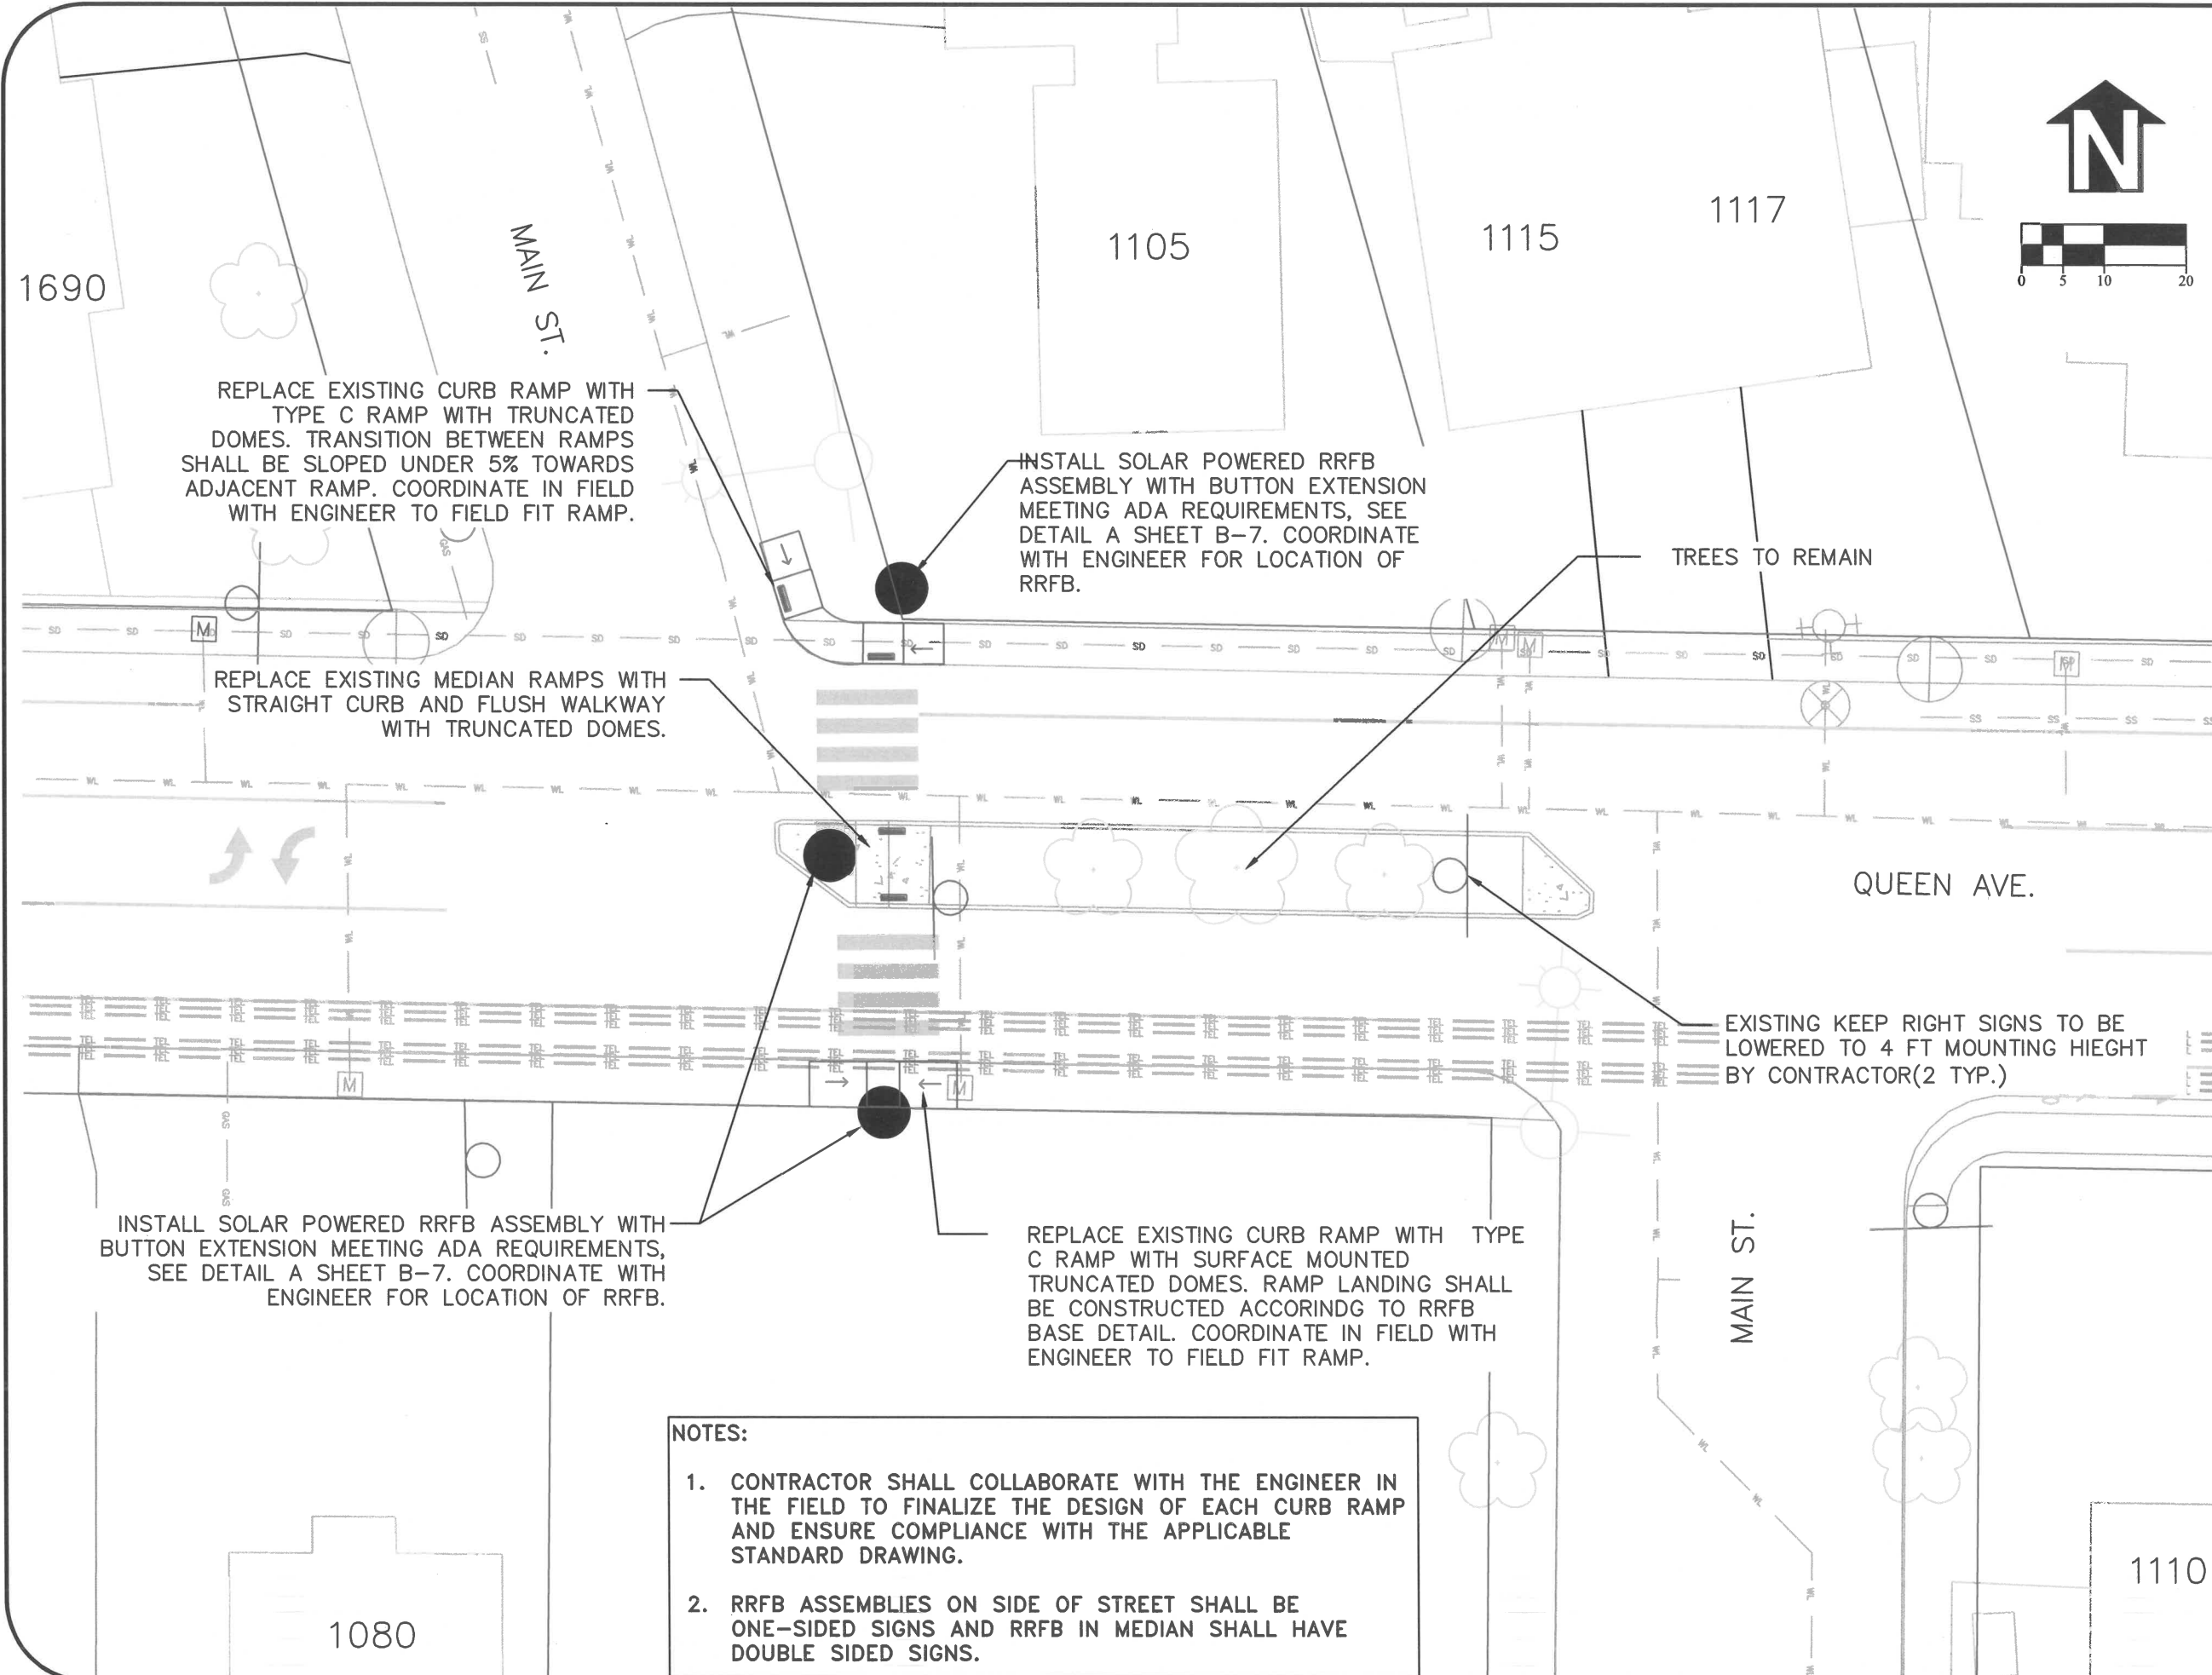 N
0 5 10 20
1690
MAIN ST.
1105
1115
1117
REPLACE EXISTING CURB RAMP WITH
TYPE C RAMP WITH TRUNCATED
DOMES. TRANSITION BETWEEN RAMPS
SHALL BE SLOPED UNDER 5% TOWARDS
ADJACENT RAMP. COORDINATE IN FIELD
WITH ENGINEER TO FIELD FIT RAMP.
INSTALL SOLAR POWERED RRFB
ASSEMBLY WITH BUTTON EXTENSION
MEETING ADA REQUIREMENTS, SEE
DETAIL A SHEET B-7. COORDINATE
WITH ENGINEER FOR LOCATION OF
RRFB.
TREES TO REMAIN
REPLACE EXISTING MEDIAN RAMPS WITH
STRAIGHT CURB AND FLUSH WALKWAY
WITH TRUNCATED DOMES.
QUEEN AVE.
EXISTING KEEP RIGHT SIGNS TO BE
LOWERED TO 4 FT MOUNTING HIEGHT
BY CONTRACTOR(2 TYP.)
INSTALL SOLAR POWERED RRFB ASSEMBLY WITH
BUTTON EXTENSION MEETING ADA REQUIREMENTS,
SEE DETAIL A SHEET B-7. COORDINATE WITH
ENGINEER FOR LOCATION OF RRFB.
REPLACE EXISTING CURB RAMP WITH TYPE
C RAMP WITH SURFACE MOUNTED
TRUNCATED DOMES. RAMP LANDING SHALL
BE CONSTRUCTED ACCORINDG TO RRFB
BASE DETAIL. COORDINATE IN FIELD WITH
ENGINEER TO FIELD FIT RAMP.
MAIN ST.
NOTES:
1. CONTRACTOR SHALL COLLABORATE WITH THE ENGINEER IN
THE FIELD TO FINALIZE THE DESIGN OF EACH CURB RAMP
AND ENSURE COMPLIANCE WITH THE APPLICABLE
STANDARD DRAWING.
2. RRFB ASSEMBLIES ON SIDE OF STREET SHALL BE
ONE-SIDED SIGNS AND RRFB IN MEDIAN SHALL HAVE
DOUBLE SIDED SIGNS.
1080
1110